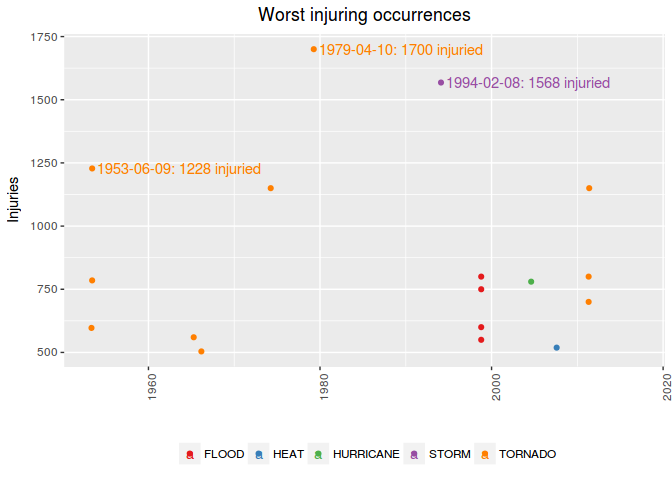 Worst injuring occurrences
1750
1979-04-10: 1700 injuried
1994-02-08: 1568 injuried
1500
1250
1953-06-09: 1228 injuried
Injuries
1000
750
500
1960
1980
2000
2020
a FLOOD a HEAT a HURRICANE a STORM a TORNADO